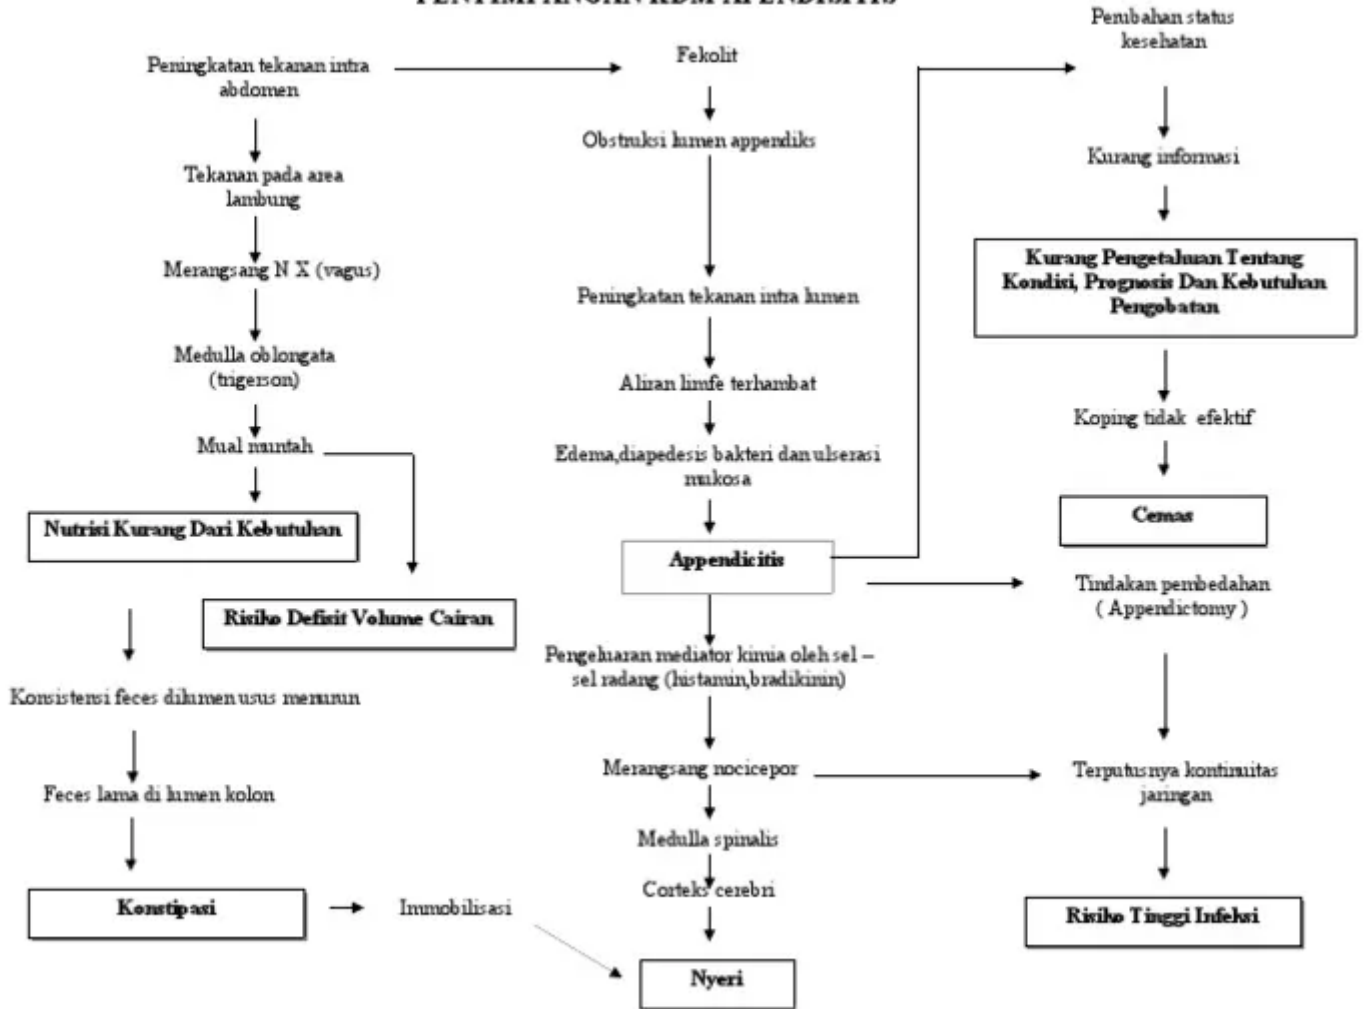 PENYIMPANGAN KDM APENDISITIS
Peningkatan tekanan intra
abdomen
Tekanan pada area
lambung
Merangsang N X (vagus)
Medulla oblongata
(trigerson)
Mual muntah
Nutrisi Kurang Dari Kebutuhan
Risiko Defisit Volume Cairan
Konsistensi feces dilumen usus menurun
Feces lama di lumen kolon
Konstipasi
Immobilisasi
Fekolit
Obstruksi lumen appendiks
Peningkatan tekanan intra lumen
Aliran limfe terhambat
Edema,diapedesis bakteri dan ulserasi
mukosa
Appendicitis
Pengeluaran mediator kimia oleh sel –
sel radang (histamin,bradikinin)
Merangsang nocicepor
Medulla spinalis
Corteks cerebri
Nyeri
Perubahan status
kesehatan
Kurang informasi
Kurang Pengetahuan Tentang
Kondisi, Prognosis Dan Kebutuhan
Pengobatan
Koping tidak efektif
Cemas
Tindakan pembedahan
( Appendictomy )
Terputusnya kontinuitas
jaringan
Risiko Tinggi Infeksi